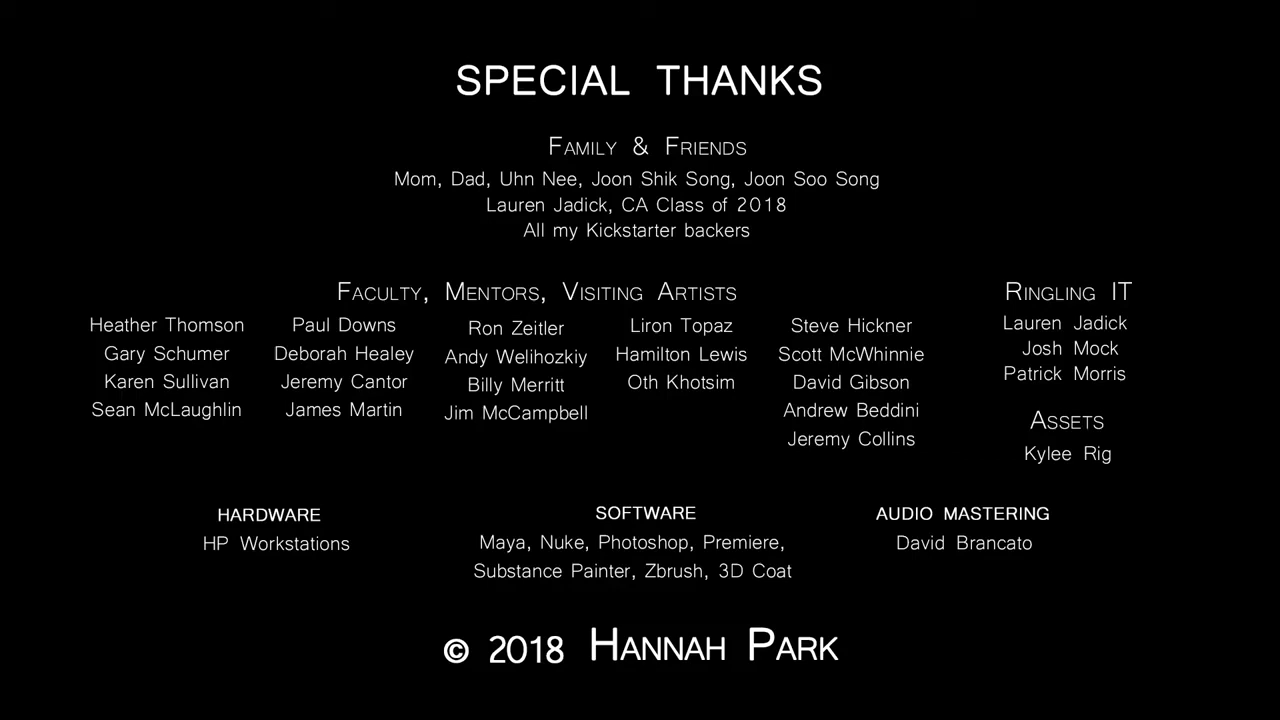 SPECIAL THANKS
FAMILY & FRIENDS
Mom, Dad, Uhn Nee, Joon Shik Song, Joon Soo Song
Lauren Jadick, CA Class of 2018
All my Kickstarter backers
FACULTY, MENTORS, VISITING ARTISTS
Heather Thomson
Gary Schumer
Karen Sullivan
Sean McLaughlin
Paul Downs
Deborah Healey
Jeremy Cantor
James Martin
Ron Zeitler
Andy Welihozkiy
Billy Merritt
Jim McCampbell
Liron Topaz
Hamilton Lewis
Oth Khotsim
Steve Hickner
Scott McWhinnie
David Gibson
Andrew Beddini
Jeremy Collins
RINGLING IT
Lauren Jadick
Josh Mock
Patrick Morris
ASSETS
Kylee Rig
HARDWARE
HP Workstations
SOFTWARE
Maya, Nuke, Photoshop, Premiere,
Substance Painter, Zbrush, 3D Coat
AUDIO MASTERING
David Brancato
© 2018 HANNAH PARK